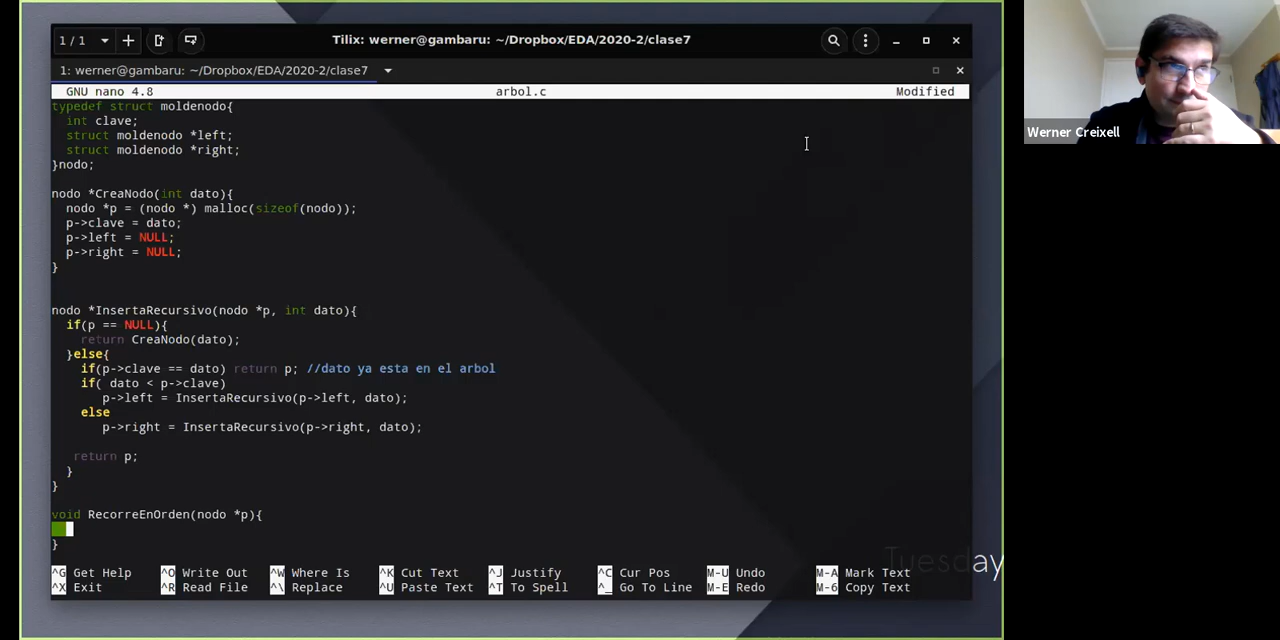 1 / 1
Tilix: werner@gambaru: ~/Dropbox/EDA/2020-2/clase7
1: werner@gambaru: ~/Dropbox/EDA/2020-2/clase7
GNU nano 4.8 arbol.c Modified
typedef struct moldenodo{
int clave;
struct moldenodo *left;
struct moldenodo *right;
}nodo;
nodo *CreaNodo(int dato){
nodo *p = (nodo *) malloc(sizeof(nodo));
p->clave = dato;
p->left = NULL;
p->right = NULL;
}
nodo *InsertaRecursivo(nodo *p, int dato){
if(p == NULL){
return CreaNodo(dato);
}else{
if(p->clave == dato) return p; //dato ya esta en el arbol
if( dato < p->clave)
p->left = InsertaRecursivo(p->left, dato);
else
p->right = InsertaRecursivo(p->right, dato);
return p;
}
}
void RecorreEnOrden(nodo *p){
}
^G Get Help ^O Write Out ^W Where Is ^K Cut Text ^J Justify ^C Cur Pos M-U Undo M-A Mark Text
^X Exit ^R Read File ^\ Replace ^U Paste Text ^T To Spell ^_ Go To Line M-E Redo M-6 Copy Text
Tuesday
Werner Creixell